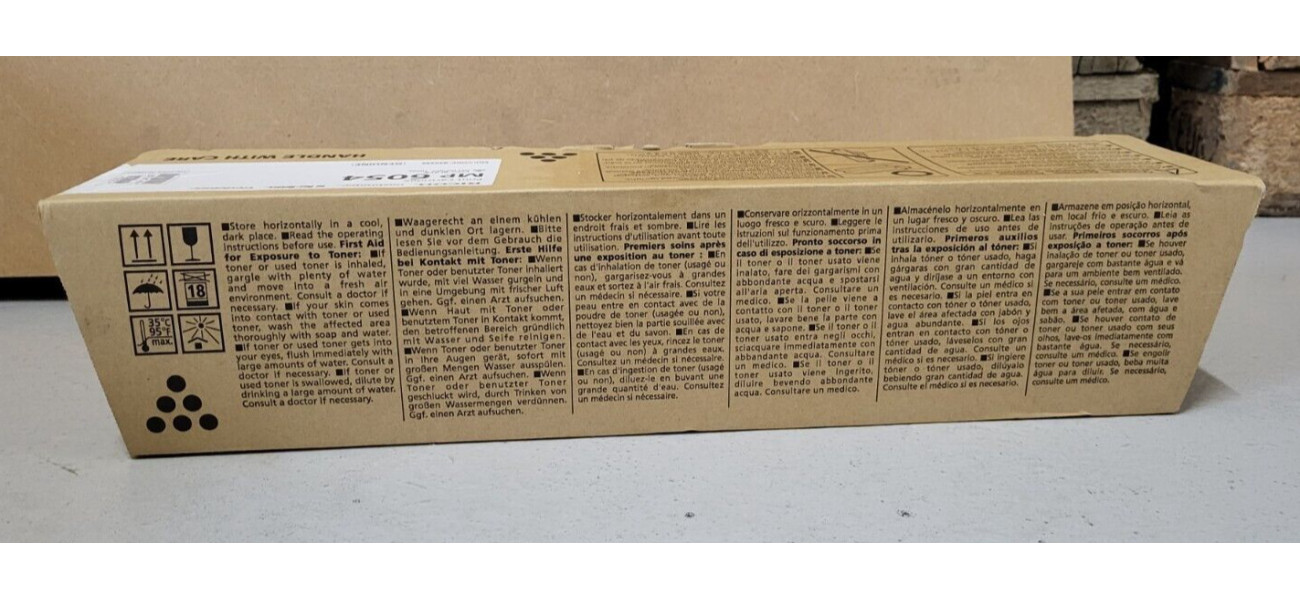 HANDLE WITH CARE
MP 6054
18
35°C
95°F
max.
■Store horizontally in a cool,
dark place. ■Read the operating
instructions before use. First Aid
for Exposure to Toner: ■If
toner or used toner is inhaled,
gargle with plenty of water
and move into a fresh air
environment. Consult a doctor if
necessary. ■If your skin comes
into contact with toner or used
toner, wash the affected area
thoroughly with soap and water.
■If toner or used toner gets into
your eyes, flush immediately with
large amounts of water. Consult a
doctor if necessary. ■If toner or
used toner is swallowed, dilute by
drinking a large amount of water.
Consult a doctor if necessary.
■Waagerecht an einem kühlen
und dunklen Ort lagern. ■Bitte
lesen Sie vor dem Gebrauch die
Bedienungsanleitung. Erste Hilfe
bei Kontakt mit Toner: ■Wenn
Toner oder benutzter Toner inhaliert
wurde, mit viel Wasser gurgeln und
in eine Umgebung mit frischer Luft
gehen. Ggf. einen Arzt aufsuchen.
■Wenn Haut mit Toner oder
benutztem Toner in Kontakt kommt,
den betroffenen Bereich gründlich
mit Wasser und Seife reinigen.
■Wenn Toner oder benutzter Toner
in Ihre Augen gerät, sofort mit
großen Mengen Wasser ausspülen.
Ggf. einen Arzt aufsuchen. ■Wenn
Toner oder benutzter Toner
geschluckt wird, durch Trinken von
großen Wassermengen verdünnen.
Ggf. einen Arzt aufsuchen.
■Stocker horizontalement dans un
endroit frais et sombre. ■Lire les
instructions d'utilisation avant toute
utilisation. Premiers soins après
une exposition au toner : ■En
cas d'inhalation de toner (usagé ou
non), gargarisez-vous à grandes
eaux et sortez à l'air frais. Consultez
un médecin si nécessaire. ■Si votre
peau entre en contact avec de la
poudre de toner (usagée ou non),
nettoyez bien la partie souillée avec
de l'eau et du savon. ■En cas de
contact avec les yeux, rincez le toner
(usagé ou non) à grandes eaux.
Consultez un médecin si nécessaire.
■En cas d'ingestion de toner (usagé
ou non), diluez-le en buvant une
grande quantité d'eau. Consultez
un médecin si nécessaire.
■Conservare orizzontalmente in un
luogo fresco e scuro. ■Leggere le
istruzioni sul funzionamento prima
dell'utilizzo. Pronto soccorso in
caso di esposizione a toner: ■Se
il toner o il toner usato viene
inalato, fare dei gargarismi con
abbondante acqua e spostarsi
all'aria aperta. Consultare un
medico. ■Se la pelle viene a
contatto con il toner o il toner
usato, lavare bene la parte con
acqua e sapone. ■Se il toner o il
toner usato entra negli occhi,
sciacquare immediatamente con
abbondante acqua. Consultare
un medico. ■Se il toner o il
toner usato viene ingerito,
diluire bevendo abbondante
acqua. Consultare un medico.
■Almacénelo horizontalmente en
un lugar fresco y oscuro. ■Lea las
instrucciones de uso antes de
utilizarlo. Primeros auxilios
tras la exposición al tóner: ■Si
inhala tóner o tóner usado, haga
gárgaras con gran cantidad de
agua y diríjase a un entorno con
ventilación. Consulte un médico si
es necesario. ■Si la piel entra en
contacto con tóner o tóner usado,
lave el área afectada con jabón y
agua abundante. ■Si los ojos
entran en contacto con tóner o
tóner usado, láveselos con gran
cantidad de agua. Consulte un
médico si es necesario. ■Si ingiere
tóner o tóner usado, dilúyalo
bebiendo gran cantidad de agua.
Consulte el médico si es necesario.
■Armazene em posição horizontal,
em local frio e escuro. ■Leia as
instruções de operação antes de
usar. Primeiros socorros após
exposição a toner: ■Se houver
inalação de toner ou toner usado,
gargareje com bastante água e vá
para um ambiente bem ventilado.
Se necessário, consulte um médico.
■Se a sua pele entrar em contato
com toner ou toner usado, lave
bem a área afetada, com água e
sabão. ■Se houver contato de
toner ou toner usado com seus
olhos, lave-os imediatamente com
bastante água. Se necessário,
consulte um médico. ■Se engolir
toner ou toner usado, beba muita
água para diluir. Se necessário,
consulte um médico.